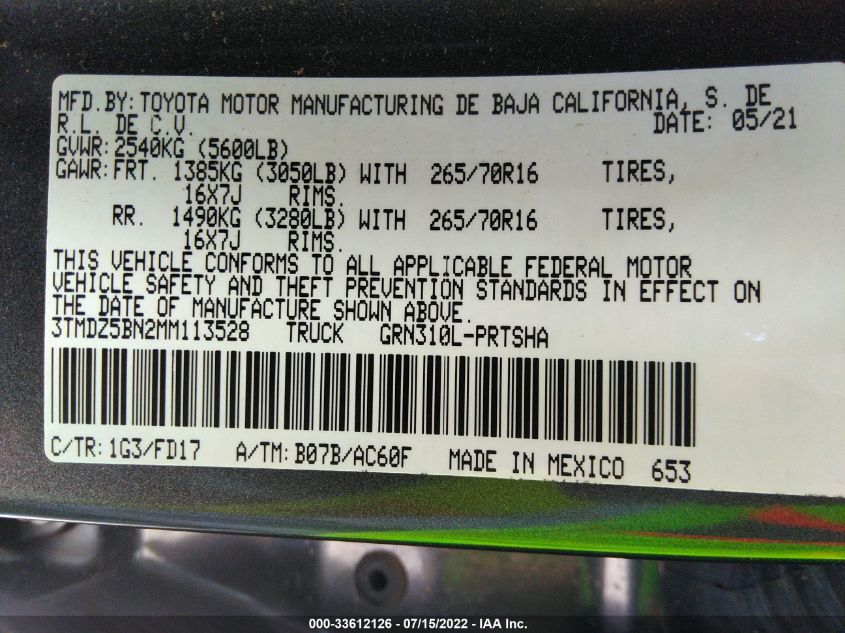 MFD.BY: TOYOTA MOTOR MANUFACTURING DE BAJA CALIFORNIA, S. DE
R.L. DE C.V. DATE: 05/21
GVWR: 2540KG (5600LB)
GAWR: FRT. 1385KG (3050LB) WITH 265/70R16 TIRES,
16X7J RIMS.
RR. 1490KG (3280LB) WITH 265/70R16 TIRES,
16X7J RIMS.
THIS VEHICLE CONFORMS TO ALL APPLICABLE FEDERAL MOTOR
VEHICLE SAFETY AND THEFT PREVENTION STANDARDS IN EFFECT ON
THE DATE OF MANUFACTURE SHOWN ABOVE.
3TMDZ5BN2MM113528 TRUCK GRN310L-PRTSHA
C/TR: 1G3/FD17 A/TM: B07B/AC60F MADE IN MEXICO 653
000-33612126 - 07/15/2022 - IAA Inc.